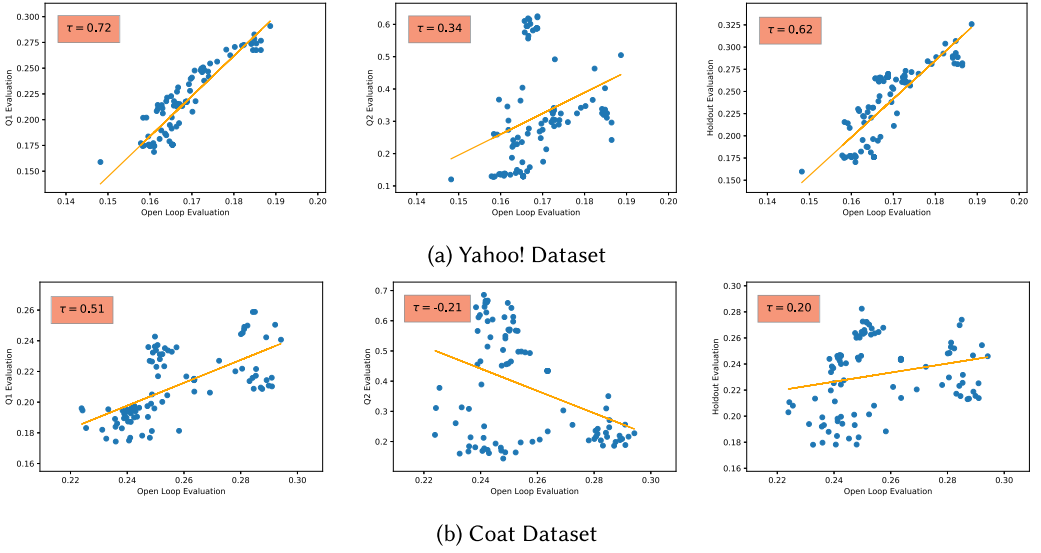 τ = 0.72
0.300
0.275
0.250
0.225
0.200
0.175
0.150
Q1 Evaluation
0.14 0.15 0.16 0.17 0.18 0.19 0.20
Open Loop Evaluation
τ = 0.34
0.6
0.5
0.4
0.3
0.2
0.1
Q2 Evaluation
0.14 0.15 0.16 0.17 0.18 0.19 0.20
Open Loop Evaluation
τ = 0.62
0.350
0.325
0.300
0.275
0.250
0.225
0.200
0.175
0.150
Holdout Evaluation
0.14 0.15 0.16 0.17 0.18 0.19 0.20
Open Loop Evaluation
(a) Yahoo! Dataset
τ = 0.51
0.26
0.24
0.22
0.20
0.18
0.16
Q1 Evaluation
0.22 0.24 0.26 0.28 0.30
Open Loop Evaluation
τ = -0.21
0.7
0.6
0.5
0.4
0.3
0.2
Q2 Evaluation
0.22 0.24 0.26 0.28 0.30
Open Loop Evaluation
τ = 0.20
0.30
0.28
0.26
0.24
0.22
0.20
0.18
0.16
Holdout Evaluation
0.22 0.24 0.26 0.28 0.30
Open Loop Evaluation
(b) Coat Dataset